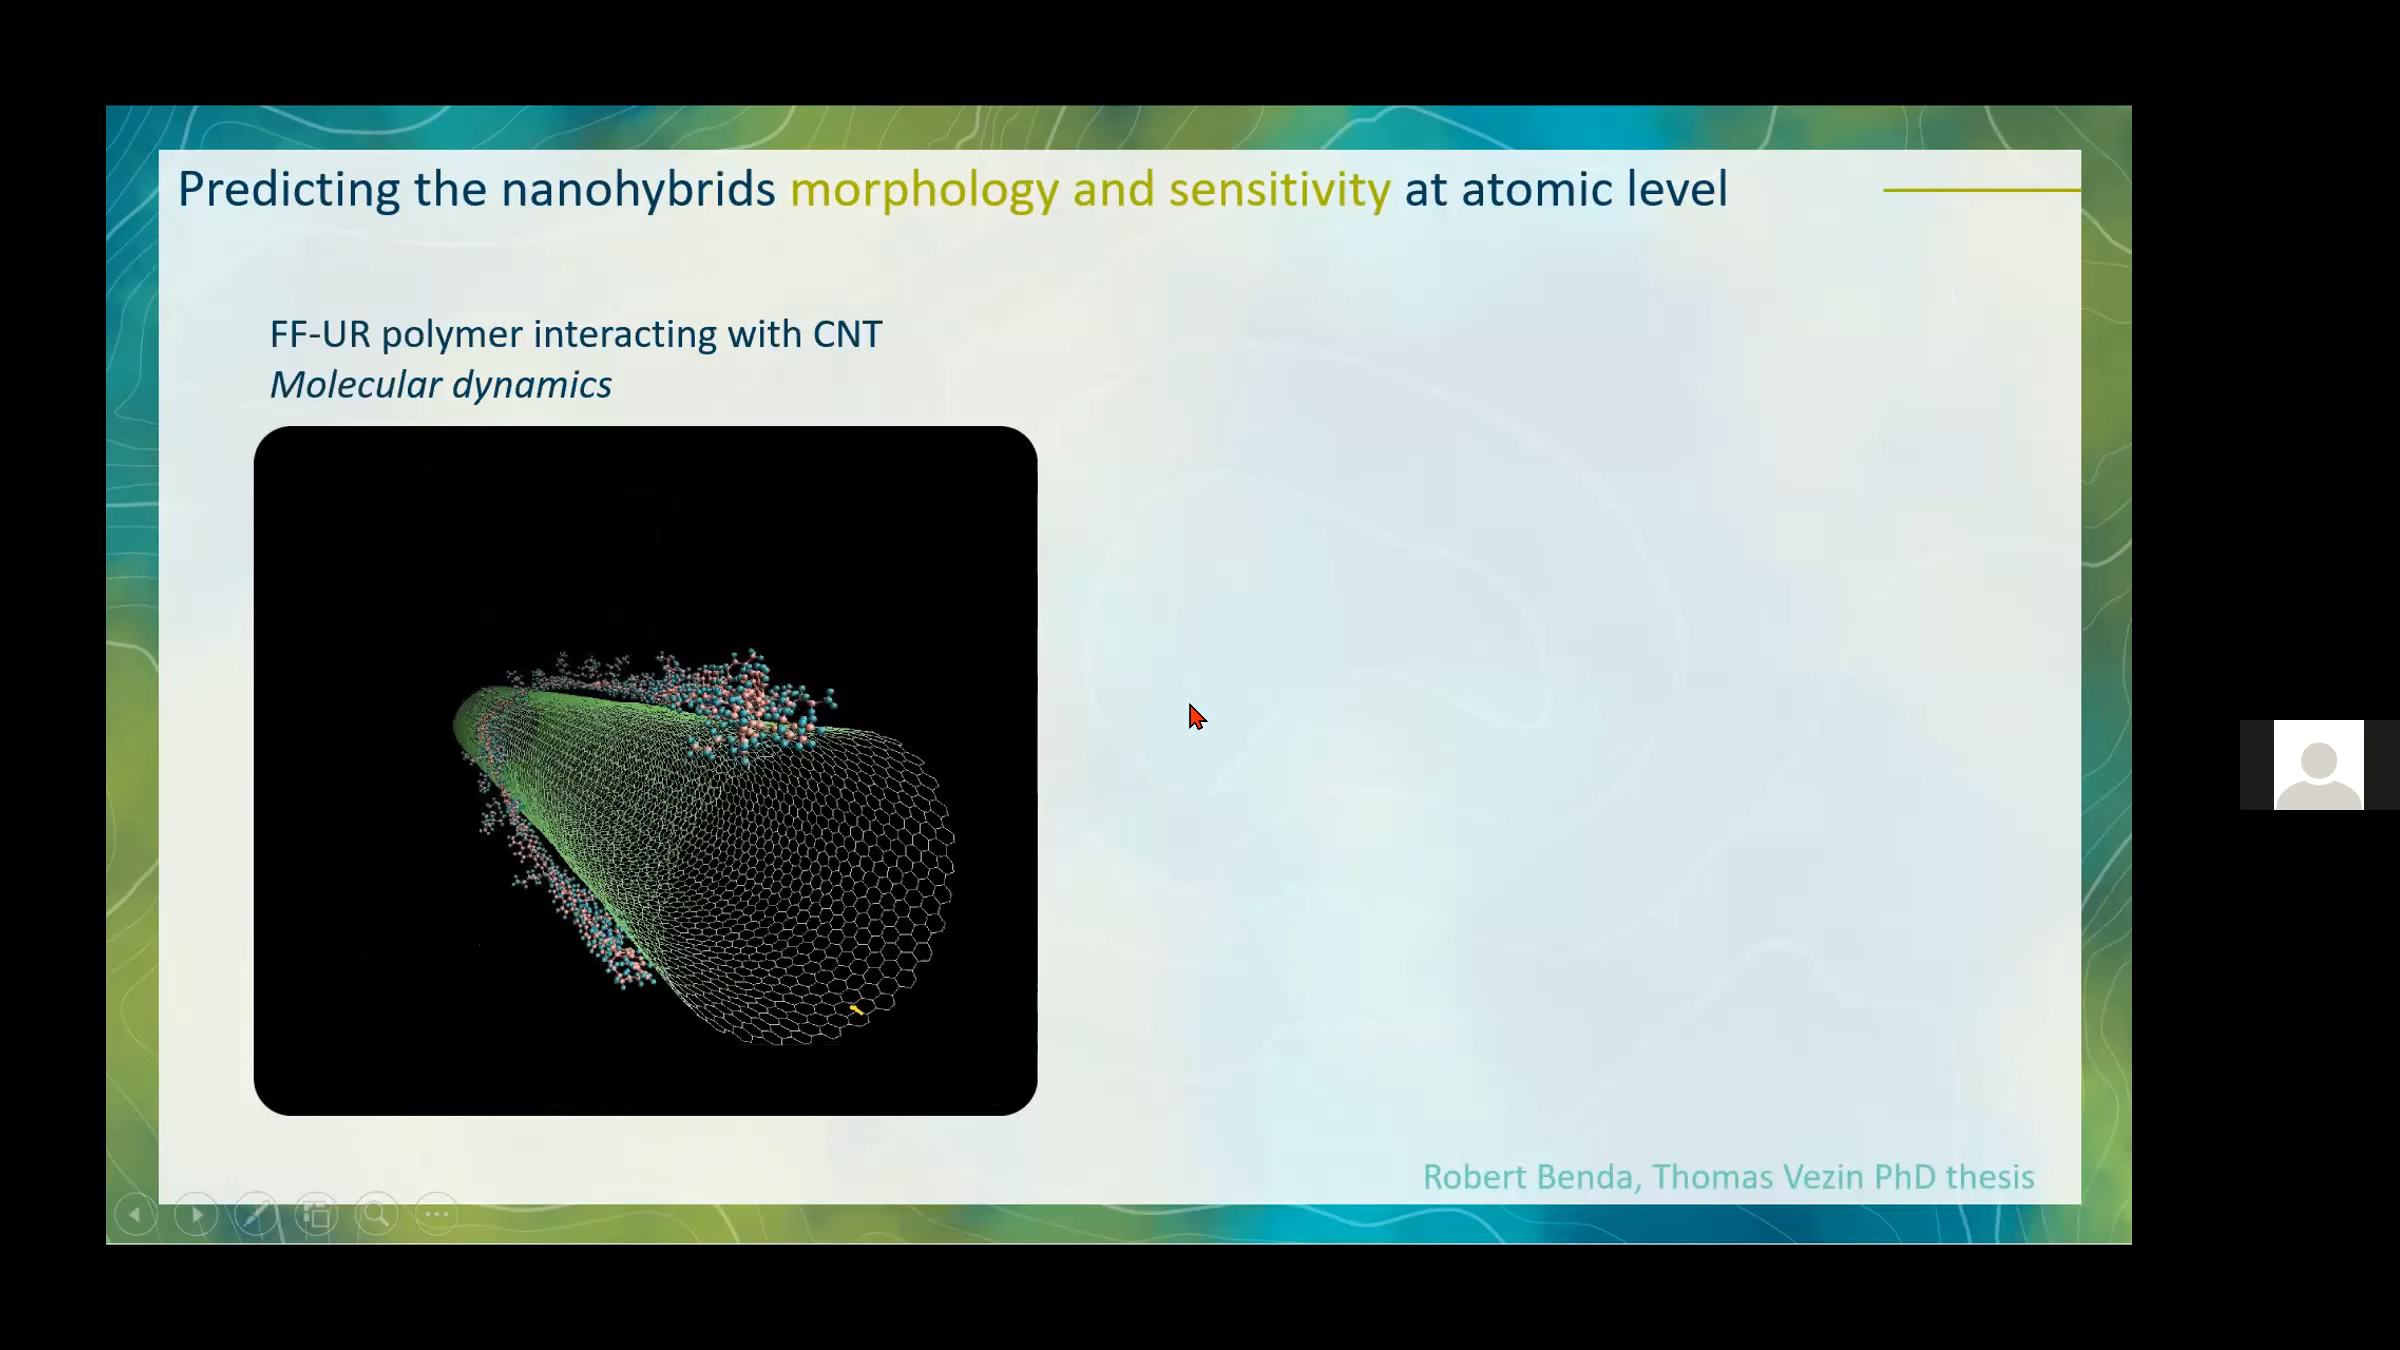 Predicting the nanohybrids morphology and sensitivity at atomic level
FF-UR polymer interacting with CNT
Molecular dynamics
Robert Benda, Thomas Vezin PhD thesis